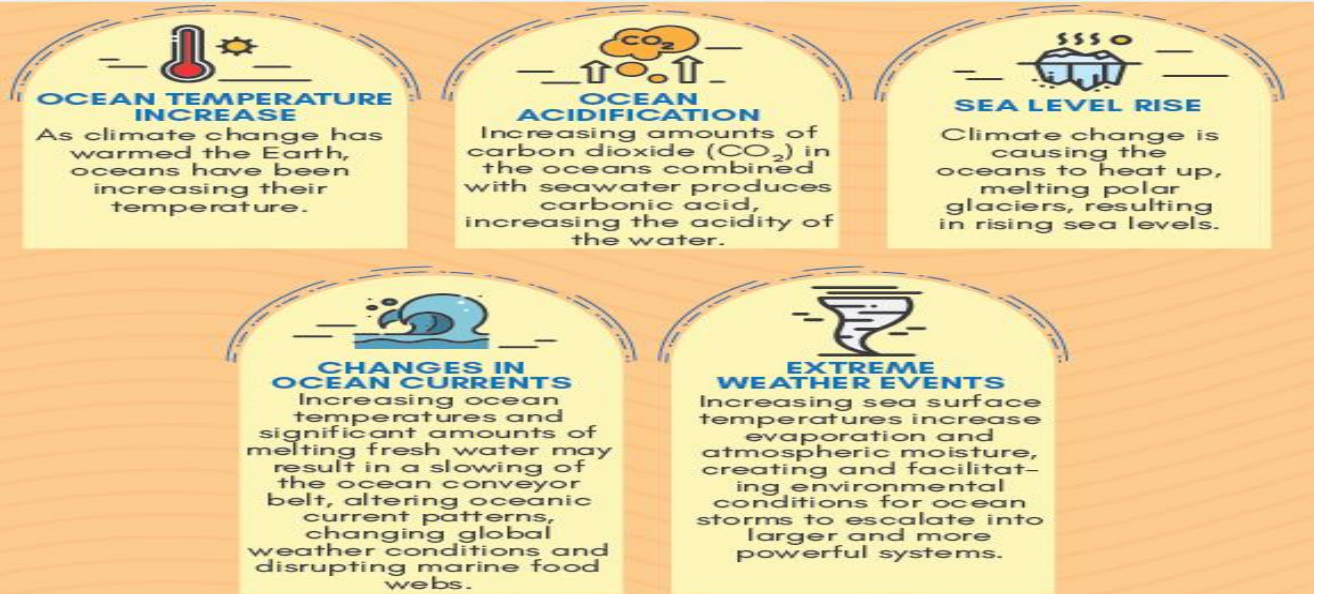 CO₂
OCEAN TEMPERATURE
INCREASE
As climate change has
warmed the Earth,
oceans have been
increasing their
temperature.
OCEAN
ACIDIFICATION
Increasing amounts of
carbon dioxide (CO₂) in
the oceans combined
with seawater produces
carbonic acid,
increasing the acidity of
the water.
SEA LEVEL RISE
Climate change is
causing the
oceans to heat up,
melting polar
glaciers, resulting
in rising sea levels.
CHANGES IN
OCEAN CURRENTS
Increasing ocean
temperatures and
significant amounts of
melting fresh water may
result in a slowing of
the ocean conveyor
belt, altering oceanic
current patterns,
changing global
weather conditions and
disrupting marine food
webs.
EXTREME
WEATHER EVENTS
Increasing sea surface
temperatures increase
evaporation and
atmospheric moisture,
creating and facilitat-
ing environmental
conditions for ocean
storms to escalate into
larger and more
powerful systems.